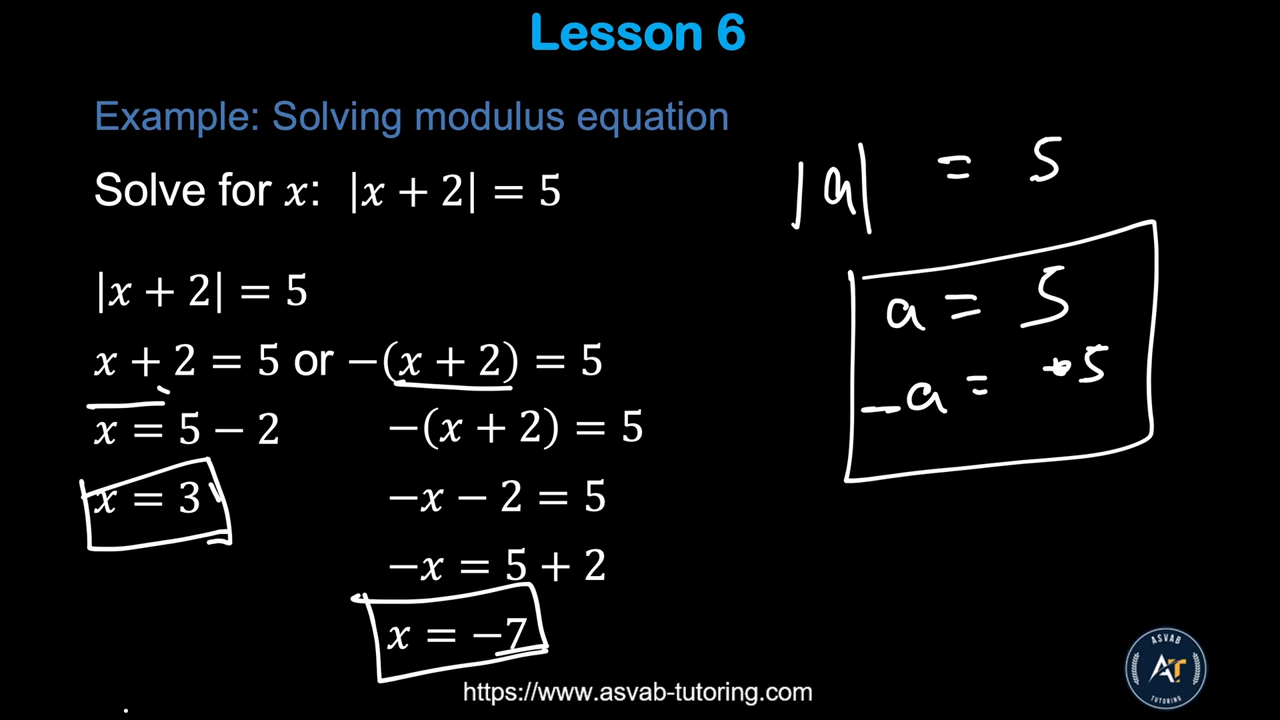 Lesson 6
Example: Solving modulus equation
Solve for x: |x + 2| = 5
|x + 2| = 5
x + 2 = 5 or −(x + 2) = 5
x = 5 − 2
−(x + 2) = 5
x = 3
−x − 2 = 5
−x = 5 + 2
x = −7
|a| = 5
a = 5
−a = 5
https://www.asvab-tutoring.com
ASVAB
AT
TUTORING